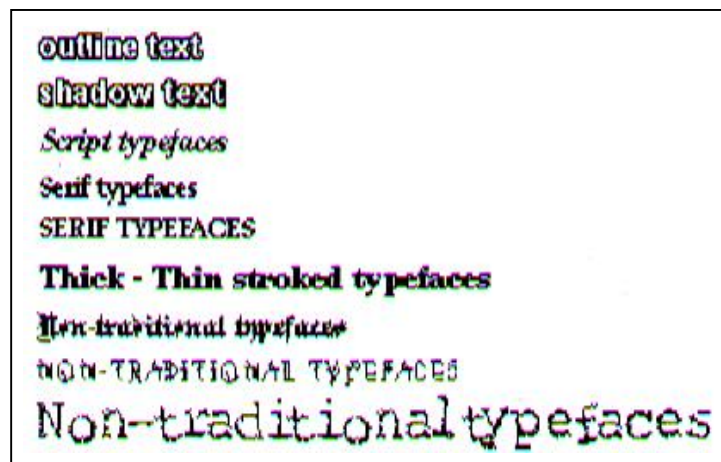 outline text
shadow text
Script typefaces
Serif typefaces
SERIF TYPEFACES
Thick - Thin stroked typefaces
Non-traditional typefaces
NON-TRADITIONAL TYPEFACES
Non-traditional typefaces